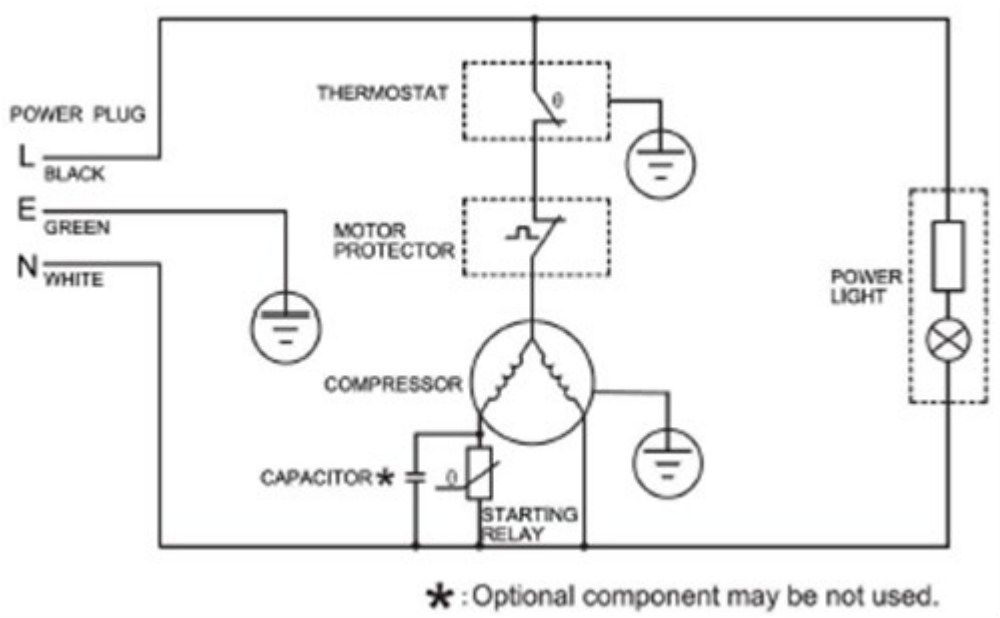 THERMOSTAT
θ
POWER PLUG
L
BLACK
E
GREEN
N
WHITE
MOTOR
PROTECTOR
POWER
LIGHT
COMPRESSOR
CAPACITOR*
θ
STARTING
RELAY
*: Optional component may be not used.